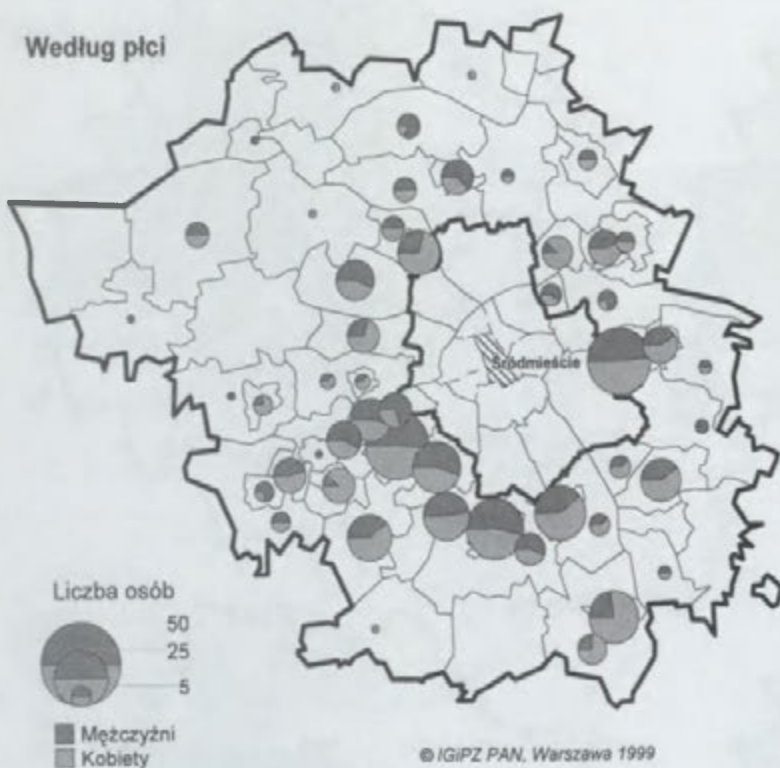 Według płci
Śródmieście
Liczba osób
50
25
5
Mężczyźni
Kobiety
© IGiPZ PAN, Warszawa 1999